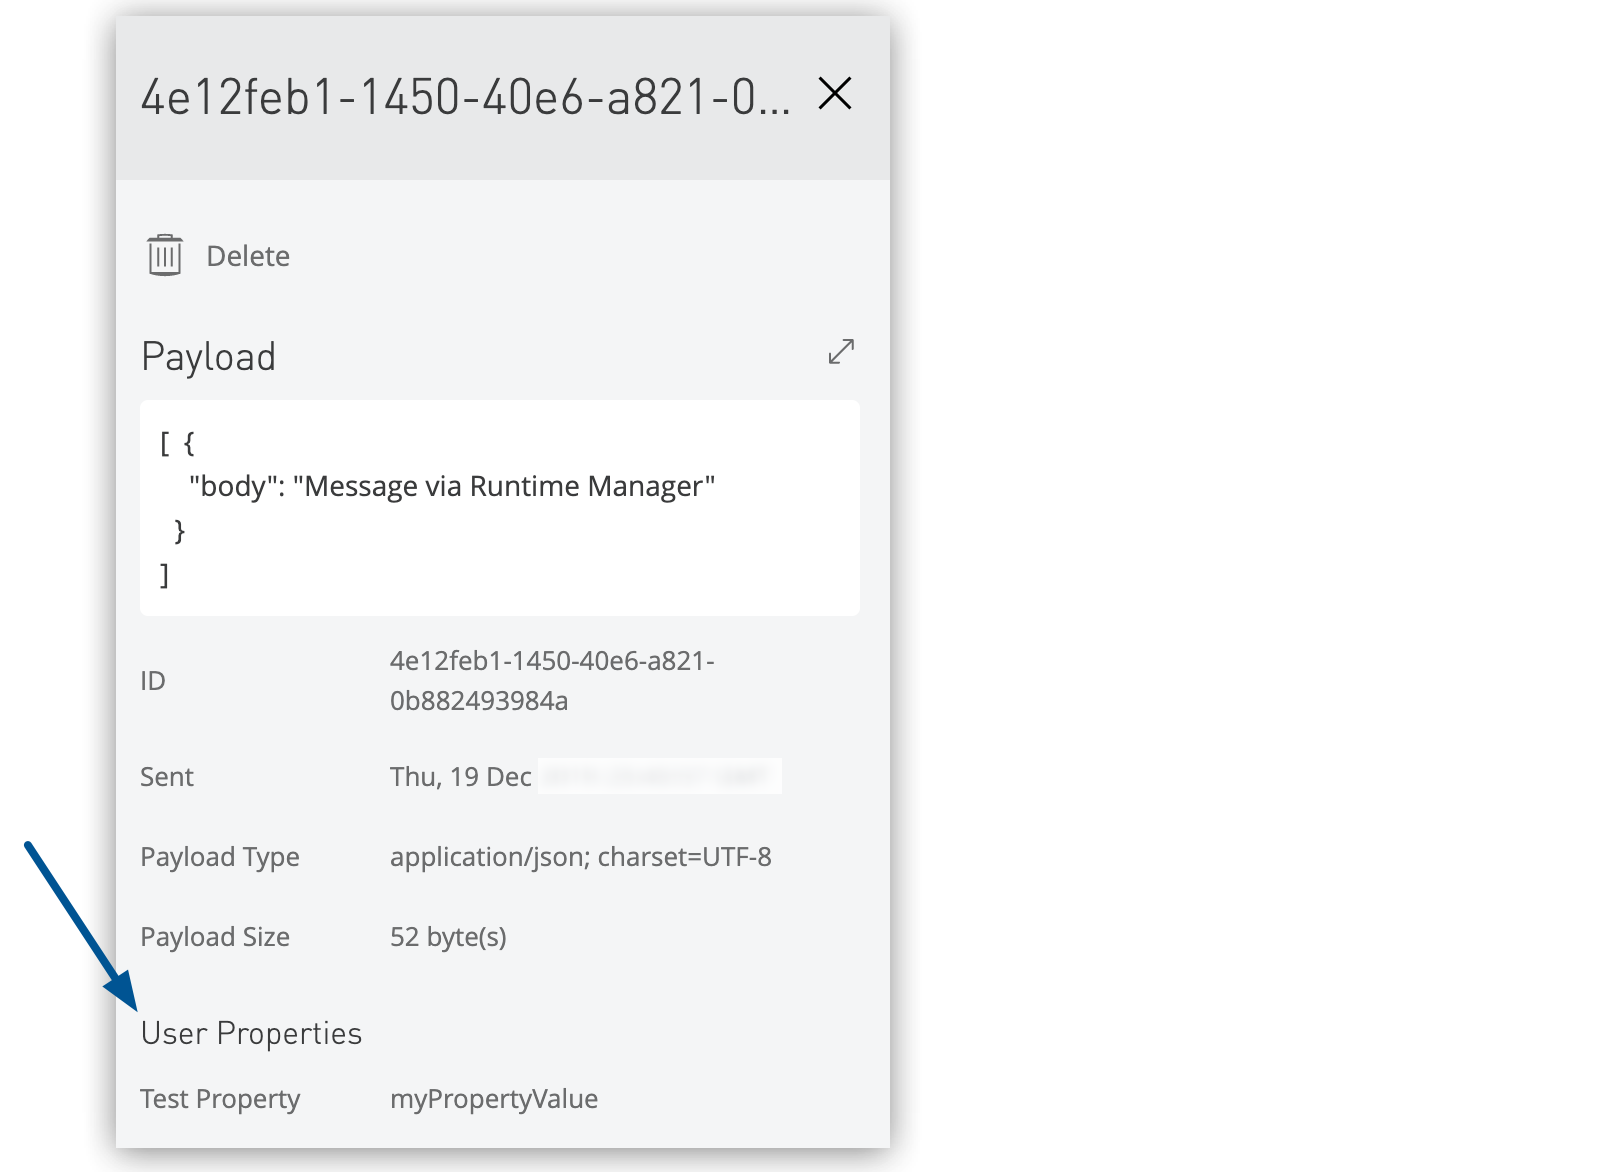 4e12feb1-1450-40e6-a821-0...
Delete
Payload
[ {
"body": "Message via Runtime Manager"
}
]
ID 4e12feb1-1450-40e6-a821-
0b882493984a
Sent Thu, 19 Dec
Payload Type application/json; charset=UTF-8
Payload Size 52 byte(s)
User Properties
Test Property myPropertyValue